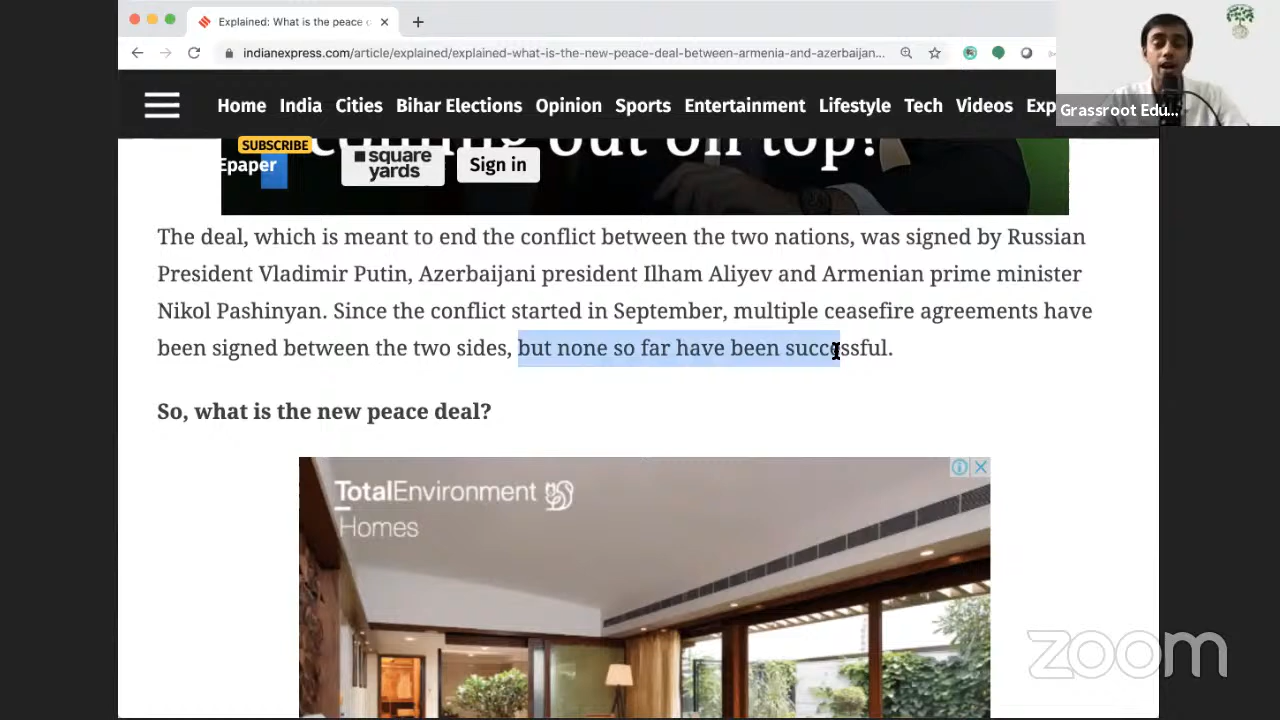 Explained: What is the peace
indianexpress.com/article/explained/explained-what-is-the-new-peace-deal-between-armenia-and-azerbaijan...
Home India Cities Bihar Elections Opinion Sports Entertainment Lifestyle Tech Videos Exp
Grassroot Edu...
coming out on top?
SUBSCRIBE
Epaper
square
yards
Sign in
The deal, which is meant to end the conflict between the two nations, was signed by Russian
President Vladimir Putin, Azerbaijani president Ilham Aliyev and Armenian prime minister
Nikol Pashinyan. Since the conflict started in September, multiple ceasefire agreements have
been signed between the two sides, but none so far have been successful.
So, what is the new peace deal?
TotalEnvironment
Homes
zoom